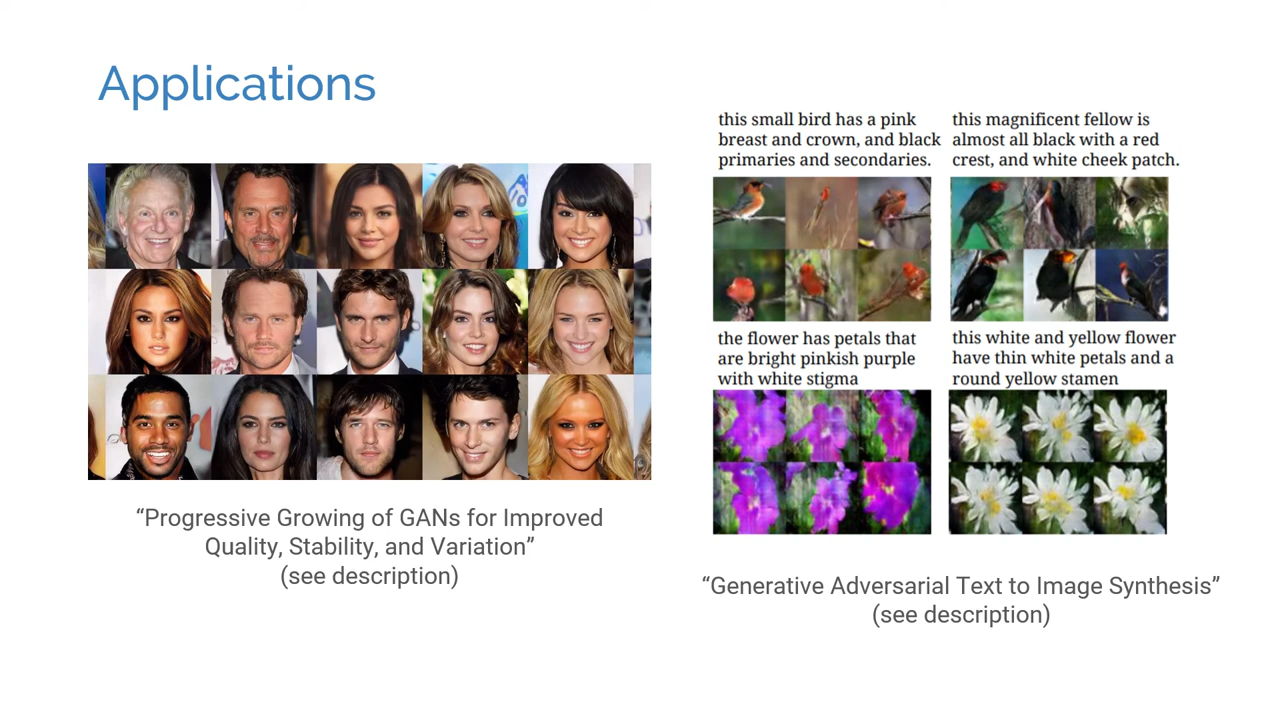 Applications
this small bird has a pink
breast and crown, and black
primaries and secondaries.
this magnificent fellow is
almost all black with a red
crest, and white cheek patch.
the flower has petals that
are bright pinkish purple
with white stigma
this white and yellow flower
have thin white petals and a
round yellow stamen
“Progressive Growing of GANs for Improved
Quality, Stability, and Variation”
(see description)
“Generative Adversarial Text to Image Synthesis”
(see description)